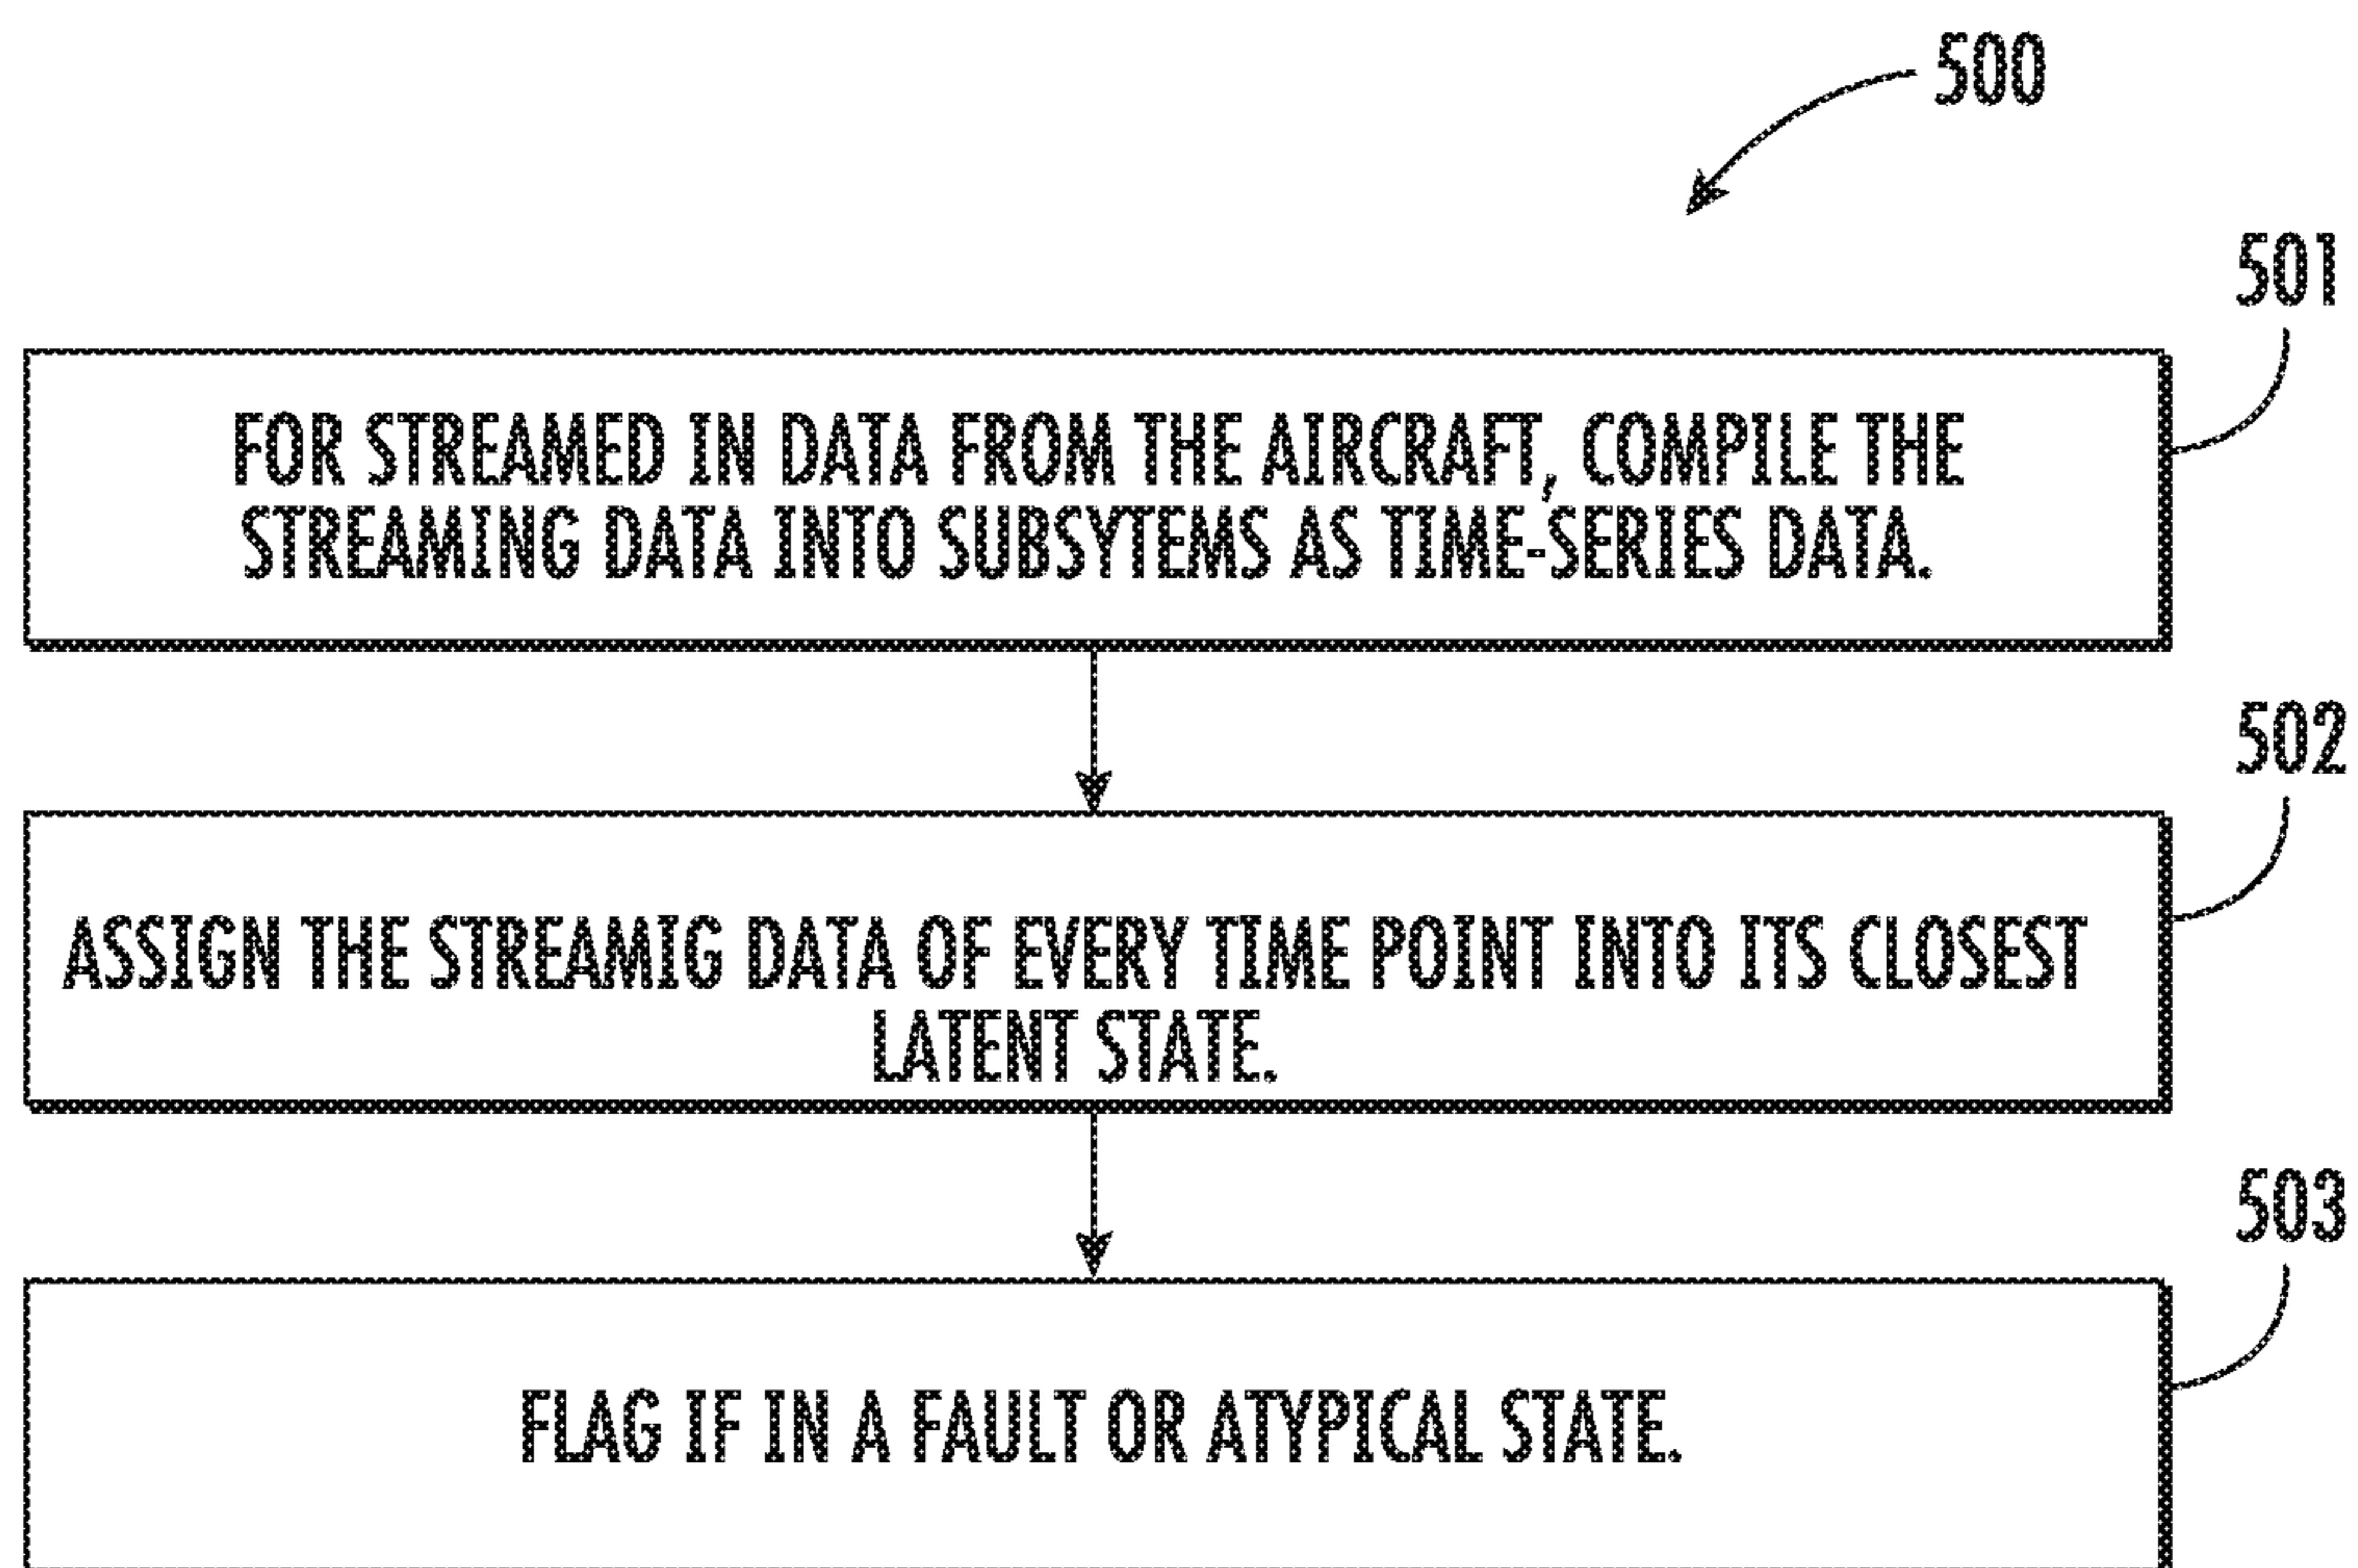 500
501
FOR STREAMED IN DATA FROM THE AIRCRAFT, COMPILE THE
STREAMING DATA INTO SUBSYTEMS AS TIME-SERIES DATA.
502
ASSIGN THE STREAMIG DATA OF EVERY TIME POINT INTO ITS CLOSEST
LATENT STATE.
503
FLAG IF IN A FAULT OR ATYPICAL STATE.